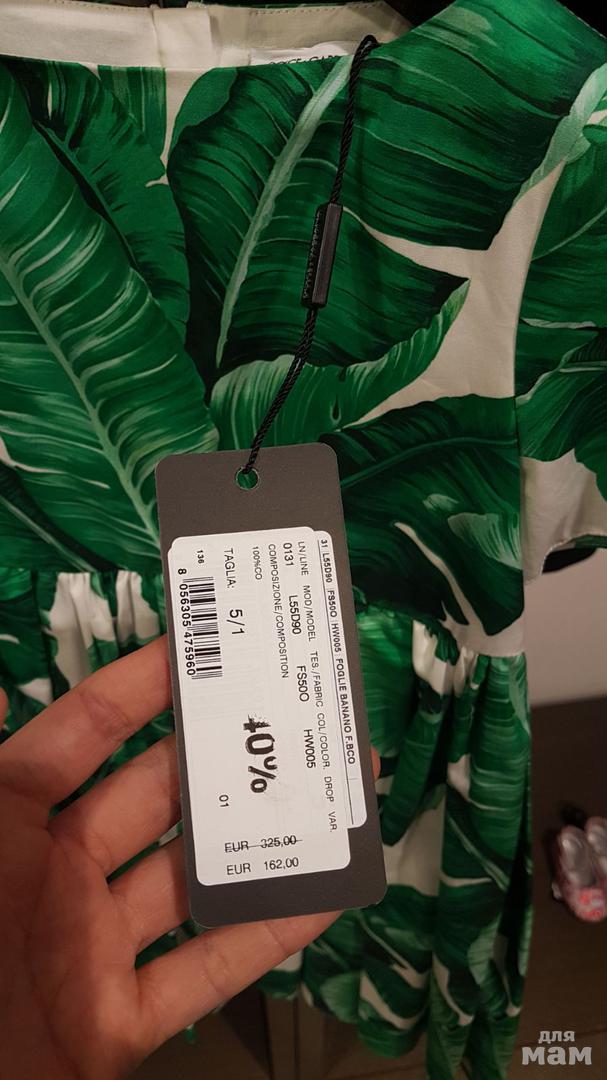 31 L55D90 FS50O HW005 FOGLIE BANANO F.BCO
LN/LINE MOD/MODEL TES./FABRIC COL/COLOR. DROP VAR.
0131 L55D90 FS50O HW005
COMPOSIZIONE/COMPOSITION
100%CO
TAGLIA: 5/1
01
136
8 056305 475960
40%
EUR 325,00
EUR 162,00
для
мам